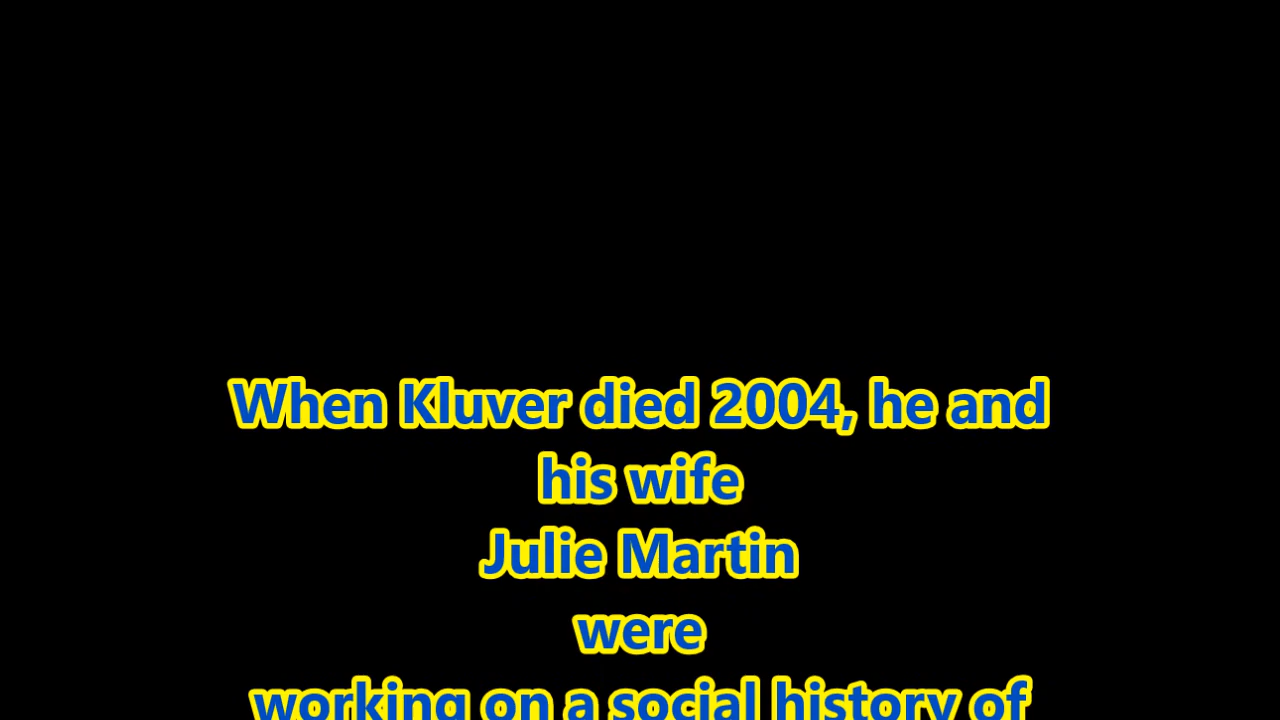 When Kluver died 2004, he and
his wife
Julie Martin
were
working on a social history of